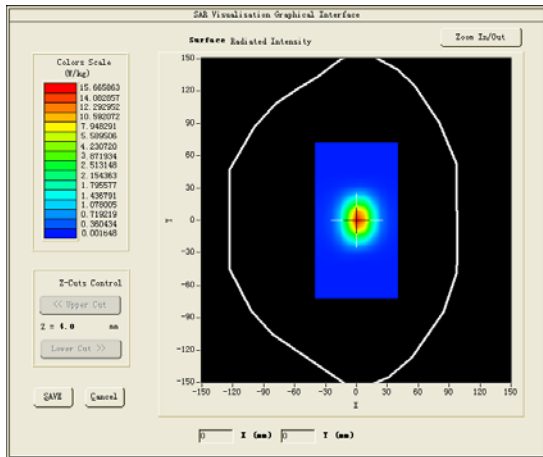 SAR Visualisation Graphical Interface
Surface Radiated Intensity
Zoom In/Out
Colors Scale
(W/kg)
15.665863
14.082857
12.292952
10.592072
7.948291
5.589506
4.230720
3.871934
2.513148
2.154363
1.795577
1.436791
1.078005
0.719219
0.360434
0.001648
Z-Cuts Control
<< Upper Cut
Z = 4.0 mm
Lower Cut >>
SAVE
Cancel
150
120
90
60
30
0
-30
-60
-90
-120
-150
Y
-150 -120 -90 -60 -30 0 30 60 90 120 150
X
0 X (mm) 0 Y (mm)